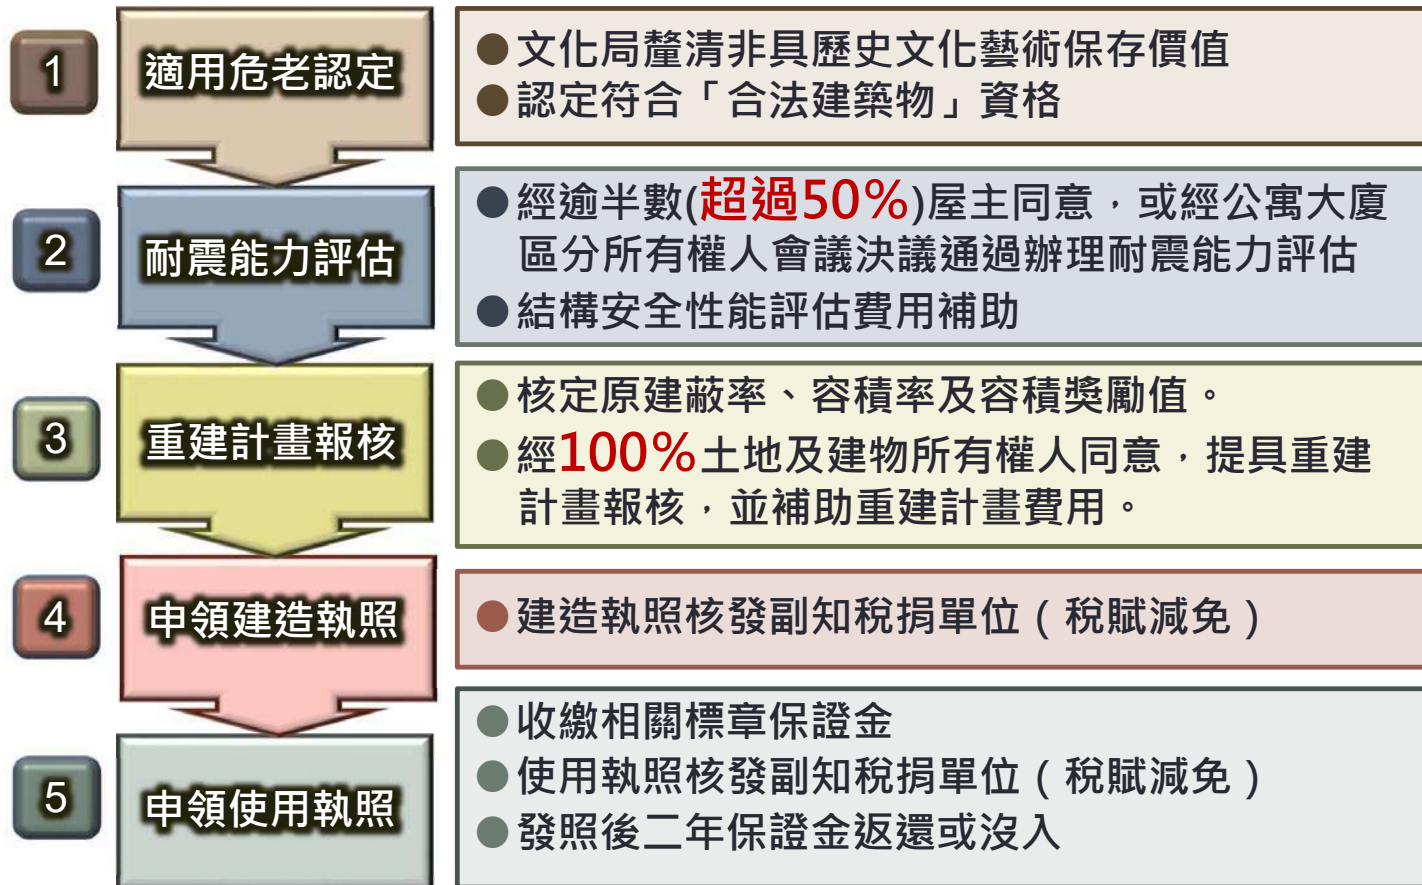 1
適用危老認定
●文化局釐清非具歷史文化藝術保存價值
●認定符合「合法建築物」資格
2
耐震能力評估
●經逾半數(超過50%)屋主同意，或經公寓大廈
區分所有權人會議決議通過辦理耐震能力評估
●結構安全性能評估費用補助
3
重建計畫報核
●核定原建蔽率、容積率及容積獎勵值。
●經100%土地及建物所有權人同意，提具重建
計畫報核，並補助重建計畫費用。
4
申領建造執照
●建造執照核發副知稅捐單位（稅賦減免）
5
申領使用執照
●收繳相關標章保證金
●使用執照核發副知稅捐單位（稅賦減免）
●發照後二年保證金返還或沒入